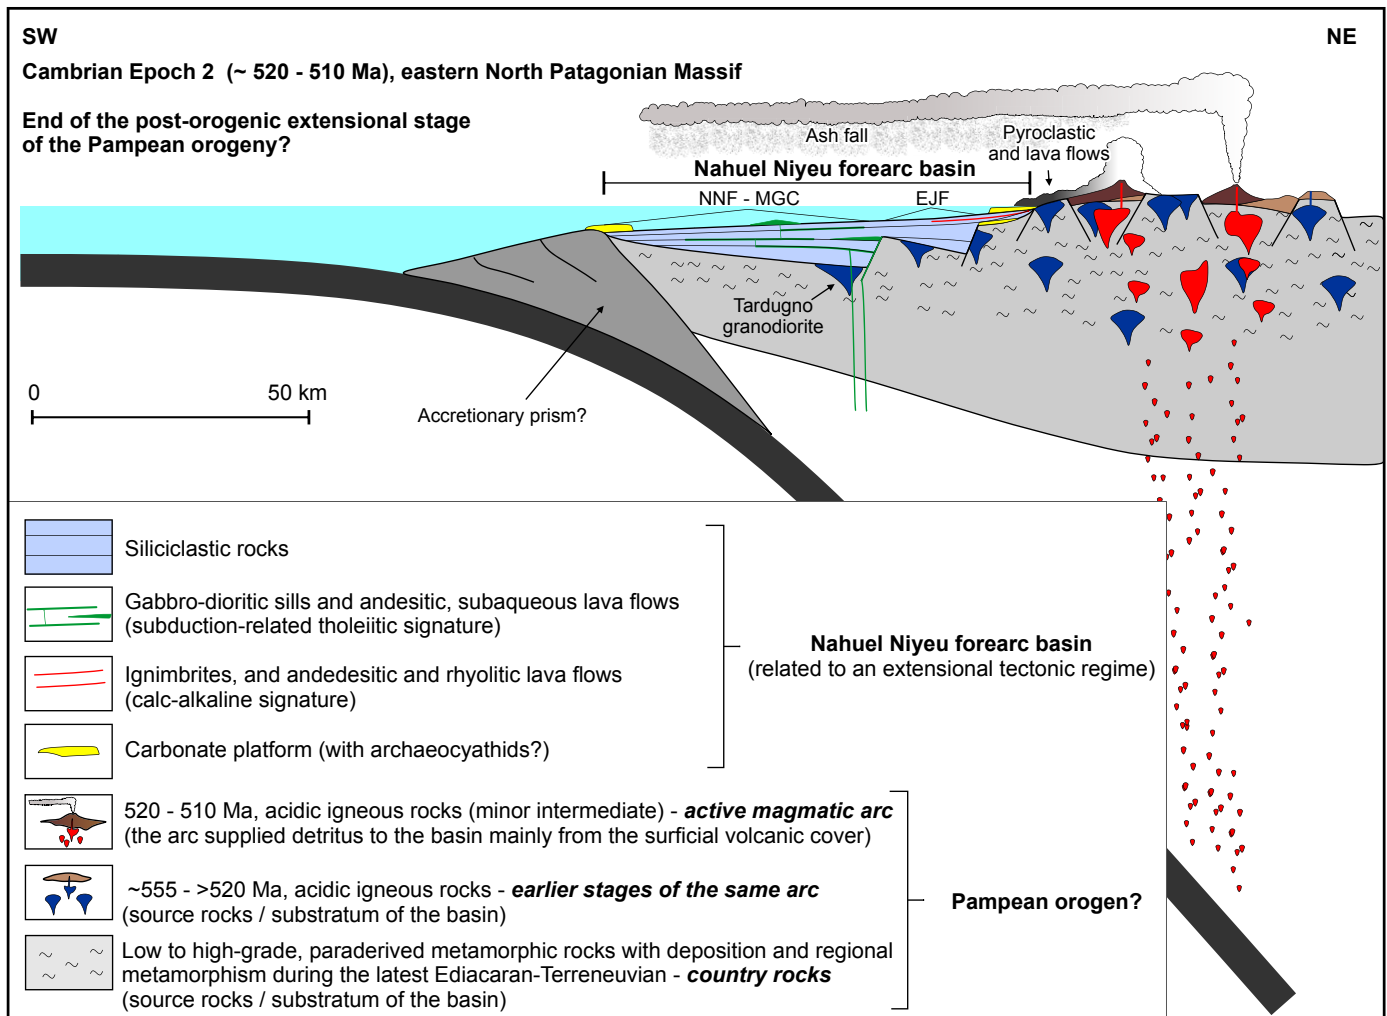 SW
NE
Cambrian Epoch 2 (~ 520 - 510 Ma), eastern North Patagonian Massif
End of the post-orogenic extensional stage
of the Pampean orogeny?
Ash fall
Pyroclastic
and lava flows
Nahuel Niyeu forearc basin
NNF - MGC
EJF
Tardugno
granodiorite
0
50 km
Accretionary prism?
Siliciclastic rocks
Gabbro-dioritic sills and andesitic, subaqueous lava flows
(subduction-related tholeiitic signature)
Ignimbrites, and andedesitic and rhyolitic lava flows
(calc-alkaline signature)
Carbonate platform (with archaeocyathids?)
Nahuel Niyeu forearc basin
(related to an extensional tectonic regime)
520 - 510 Ma, acidic igneous rocks (minor intermediate) - active magmatic arc
(the arc supplied detritus to the basin mainly from the surficial volcanic cover)
~555 - >520 Ma, acidic igneous rocks - earlier stages of the same arc
(source rocks / substratum of the basin)
Low to high-grade, paraderived metamorphic rocks with deposition and regional
metamorphism during the latest Ediacaran-Terreneuvian - country rocks
(source rocks / substratum of the basin)
Pampean orogen?